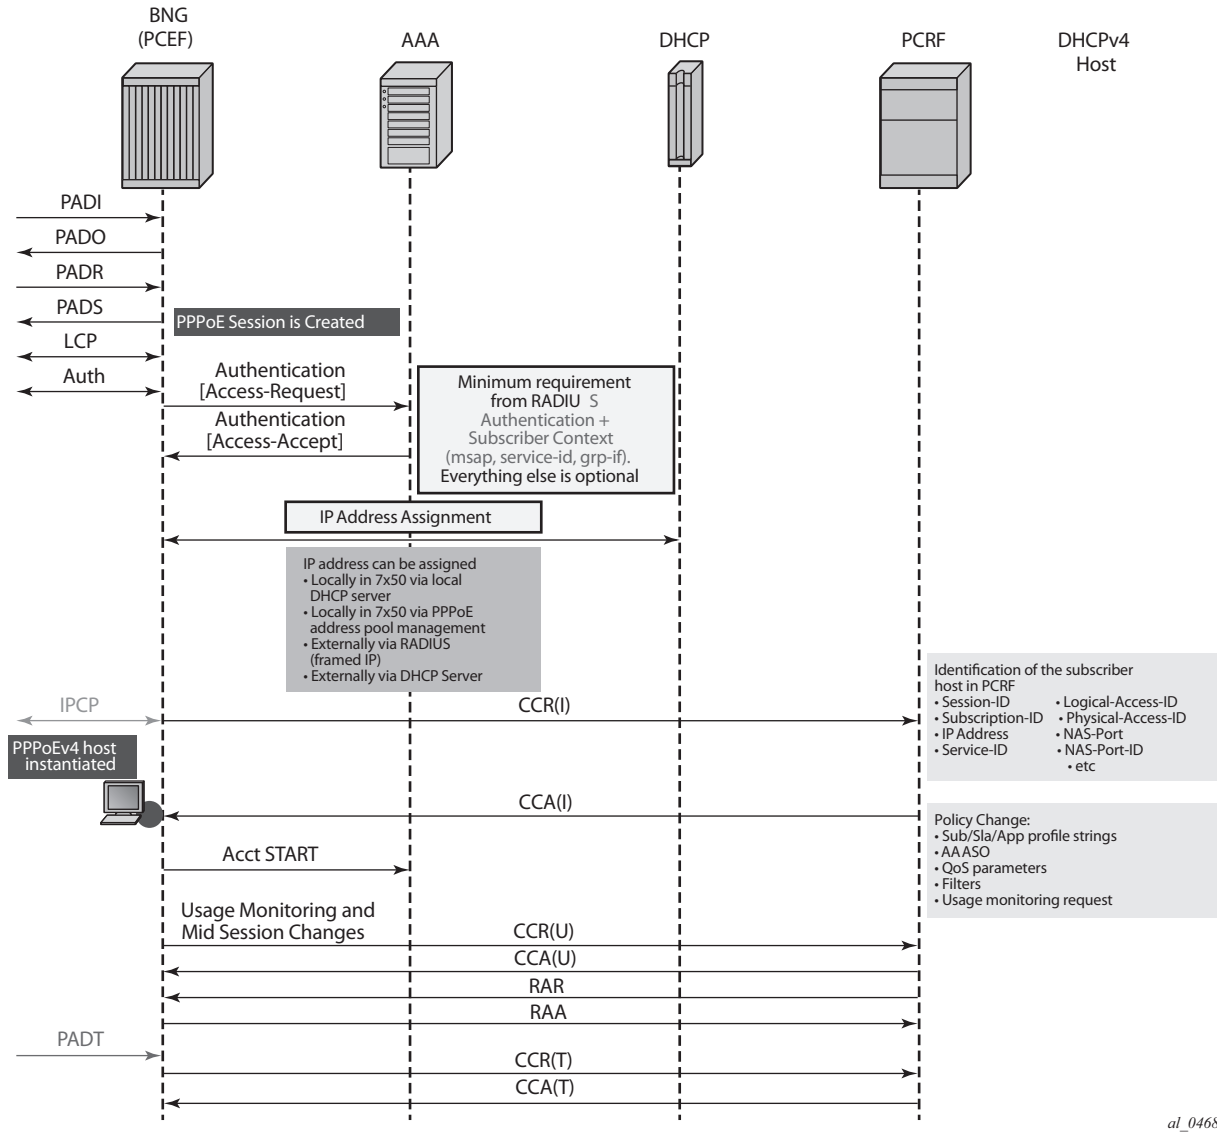 BNG
(PCEF)
AAA
DHCP
PCRF
DHCPv4
Host
PADI
PADO
PADR
PADS
PPPoE Session is Created
LCP
Auth
Authentication
[Access-Request]
Authentication
[Access-Accept]
Minimum requirement
from RADIU S
Authentication +
Subscriber Context
(msap, service-id, grp-if).
Everything else is optional
IP Address Assignment
IP address can be assigned
• Locally in 7x50 via local
DHCP server
• Locally in 7x50 via PPPoE
address pool management
• Externally via RADIUS
(framed IP)
• Externally via DHCP Server
Identification of the subscriber
host in PCRF
• Session-ID • Logical-Access-ID
• Subscription-ID • Physical-Access-ID
• IP Address • NAS-Port
• Service-ID • NAS-Port-ID
• etc
IPCP
CCR(I)
PPPoEv4 host
instantiated
CCA(I)
Policy Change:
• Sub/Sla/App profile strings
• AAASO
• QoS parameters
• Filters
• Usage monitoring request
Acct START
Usage Monitoring and
Mid Session Changes
CCR(U)
CCA(U)
RAR
RAA
PADT
CCR(T)
CCA(T)
al_0468